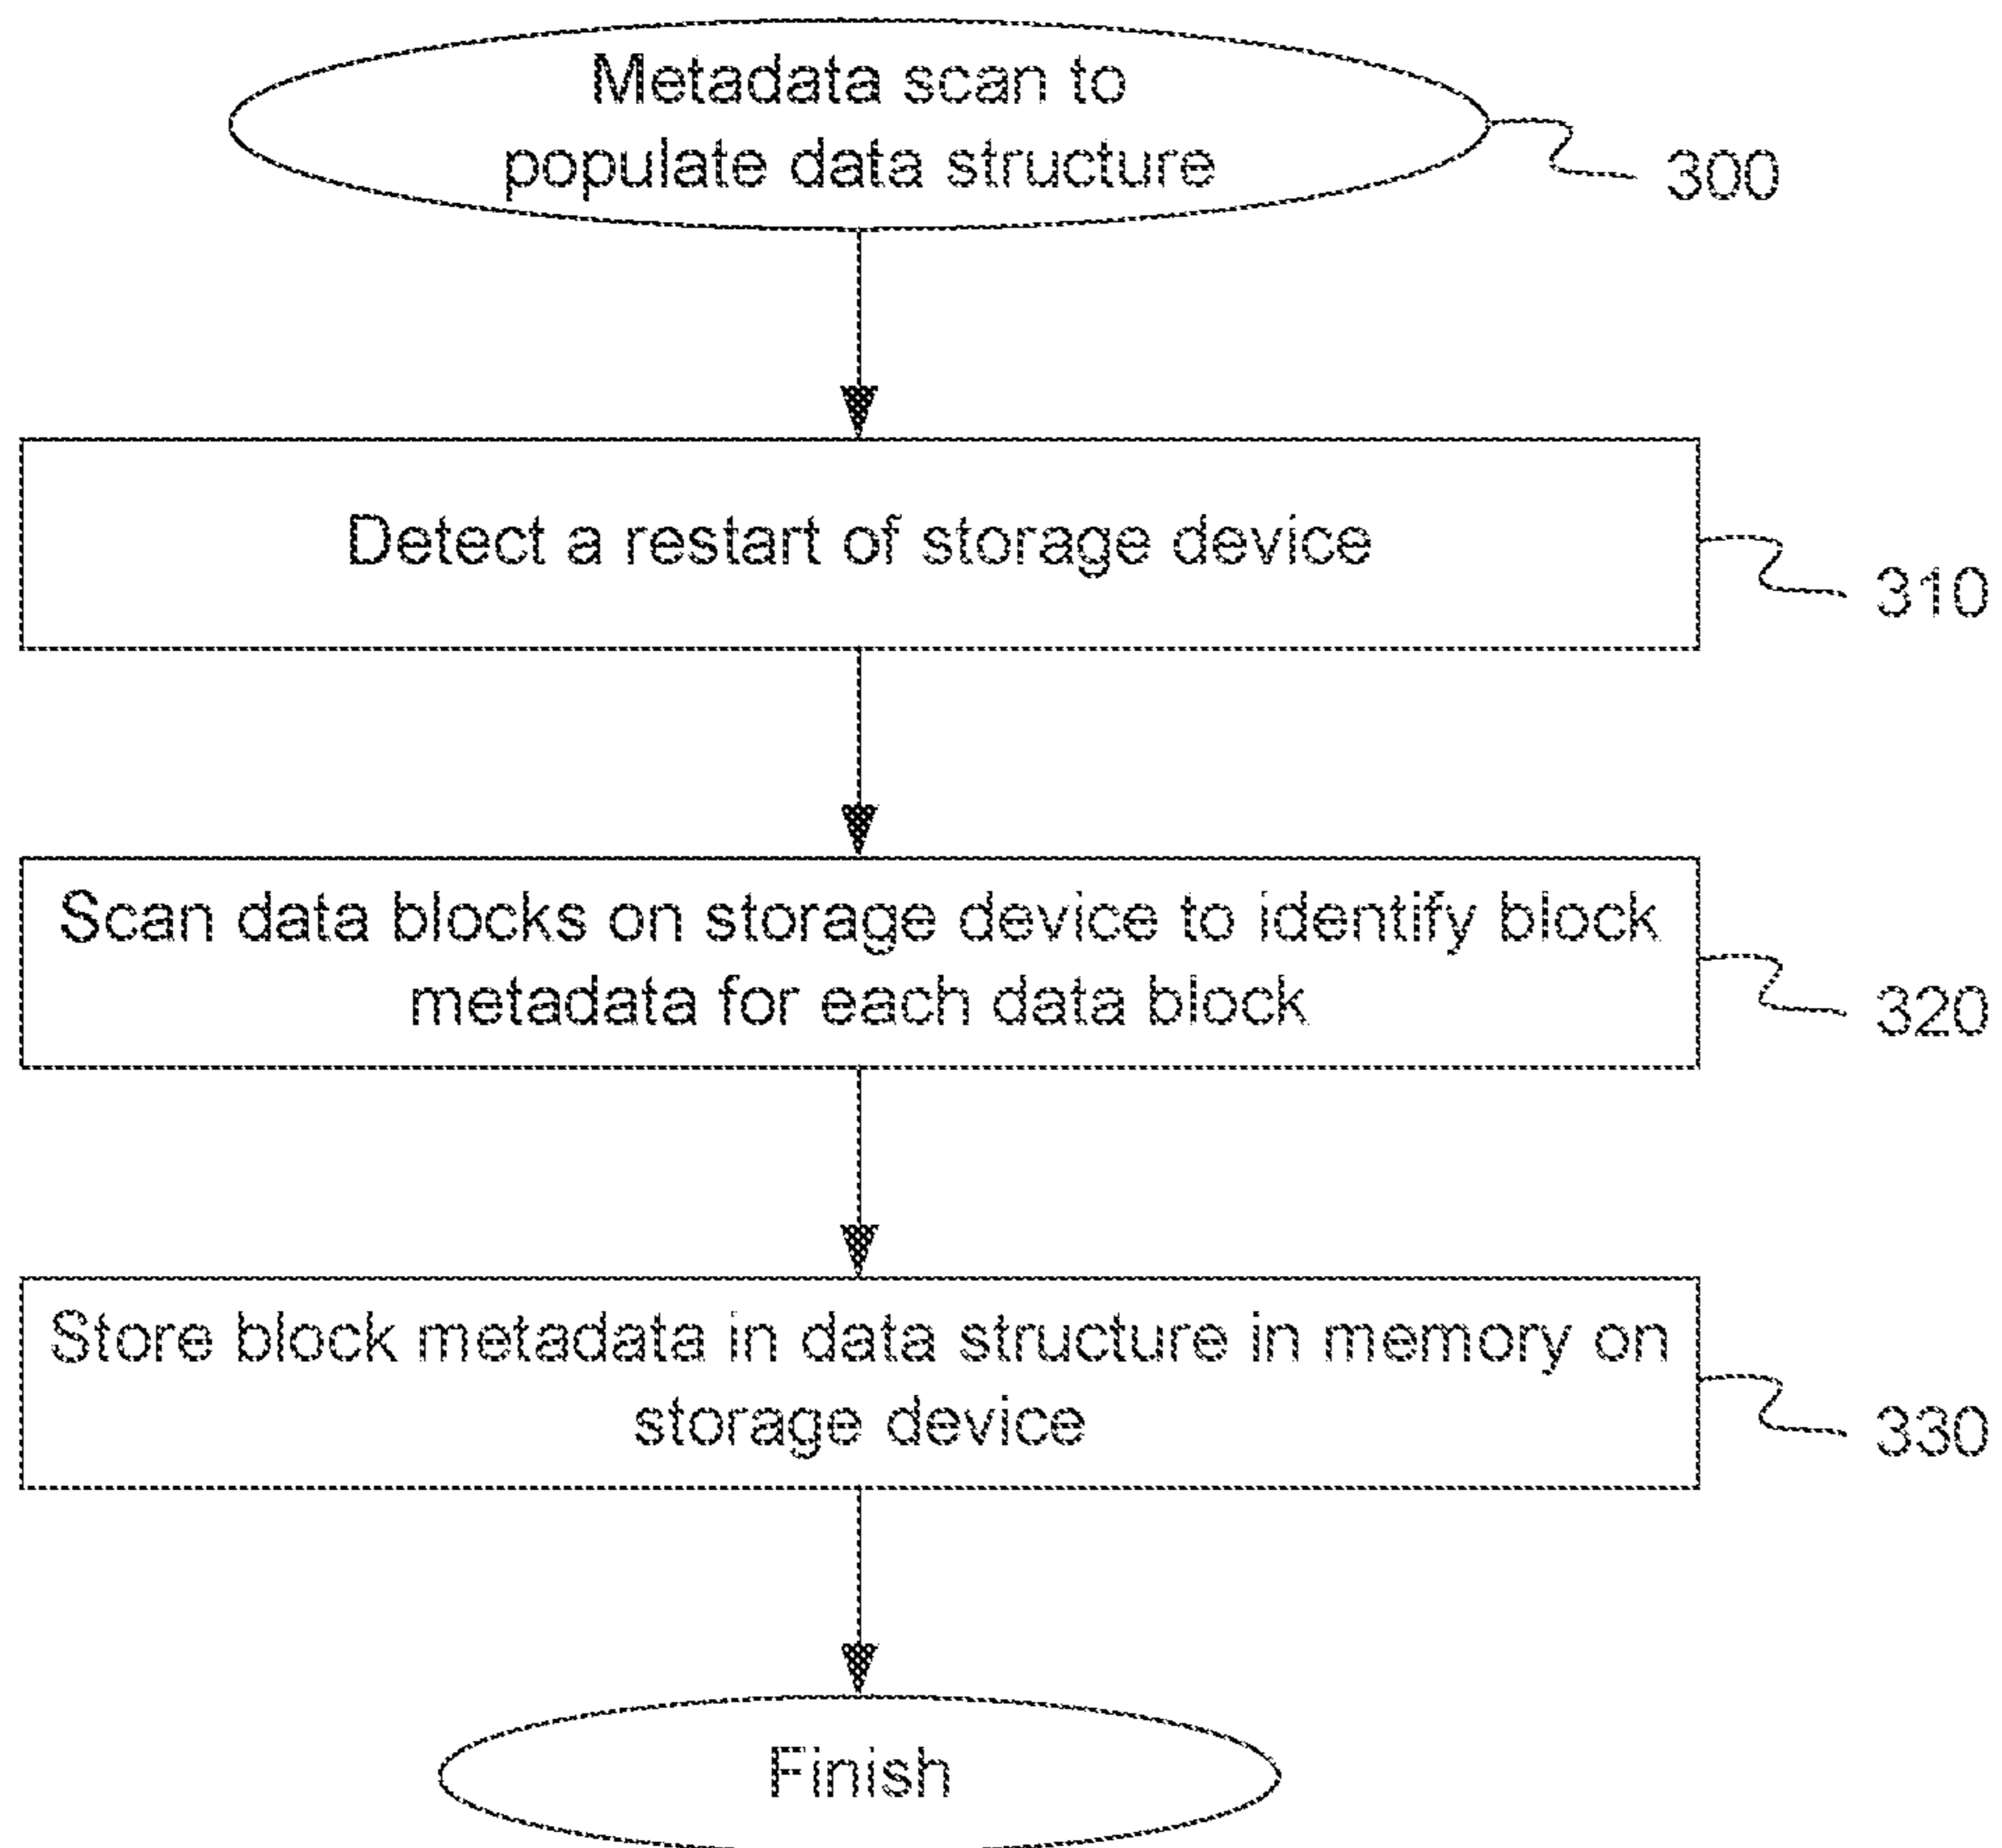 Metadata scan to
populate data structure
300
Detect a restart of storage device
310
Scan data blocks on storage device to identify block
metadata for each data block
320
Store block metadata in data structure in memory on
storage device
330
Finish